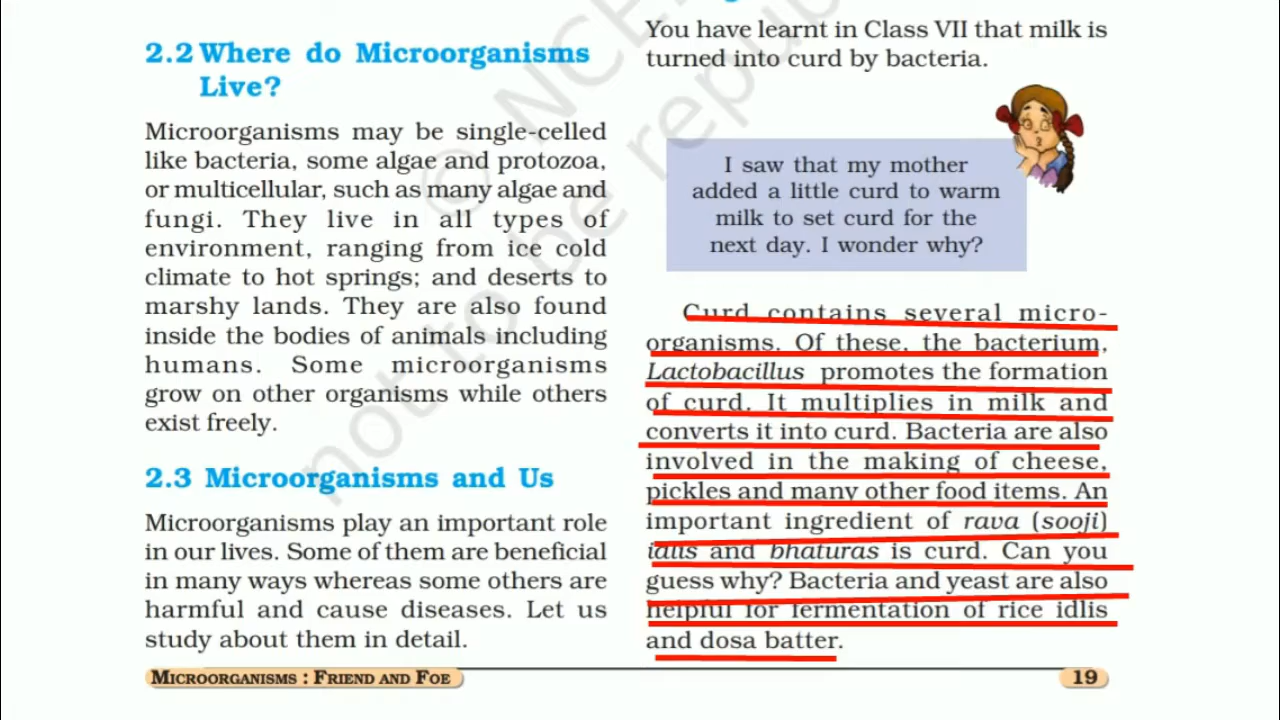 2.2 Where do Microorganisms
Live?
Microorganisms may be single-celled
like bacteria, some algae and protozoa,
or multicellular, such as many algae and
fungi. They live in all types of
environment, ranging from ice cold
climate to hot springs; and deserts to
marshy lands. They are also found
inside the bodies of animals including
humans. Some microorganisms
grow on other organisms while others
exist freely.
2.3 Microorganisms and Us
Microorganisms play an important role
in our lives. Some of them are beneficial
in many ways whereas some others are
harmful and cause diseases. Let us
study about them in detail.
You have learnt in Class VII that milk is
turned into curd by bacteria.
I saw that my mother
added a little curd to warm
milk to set curd for the
next day. I wonder why?
Curd contains several micro-
organisms. Of these, the bacterium,
Lactobacillus promotes the formation
of curd. It multiplies in milk and
converts it into curd. Bacteria are also
involved in the making of cheese,
pickles and many other food items. An
important ingredient of rava (sooji)
idlis and bhaturas is curd. Can you
guess why? Bacteria and yeast are also
helpful for fermentation of rice idlis
and dosa batter.
MICROORGANISMS : FRIEND AND FOE
19
not to be repu